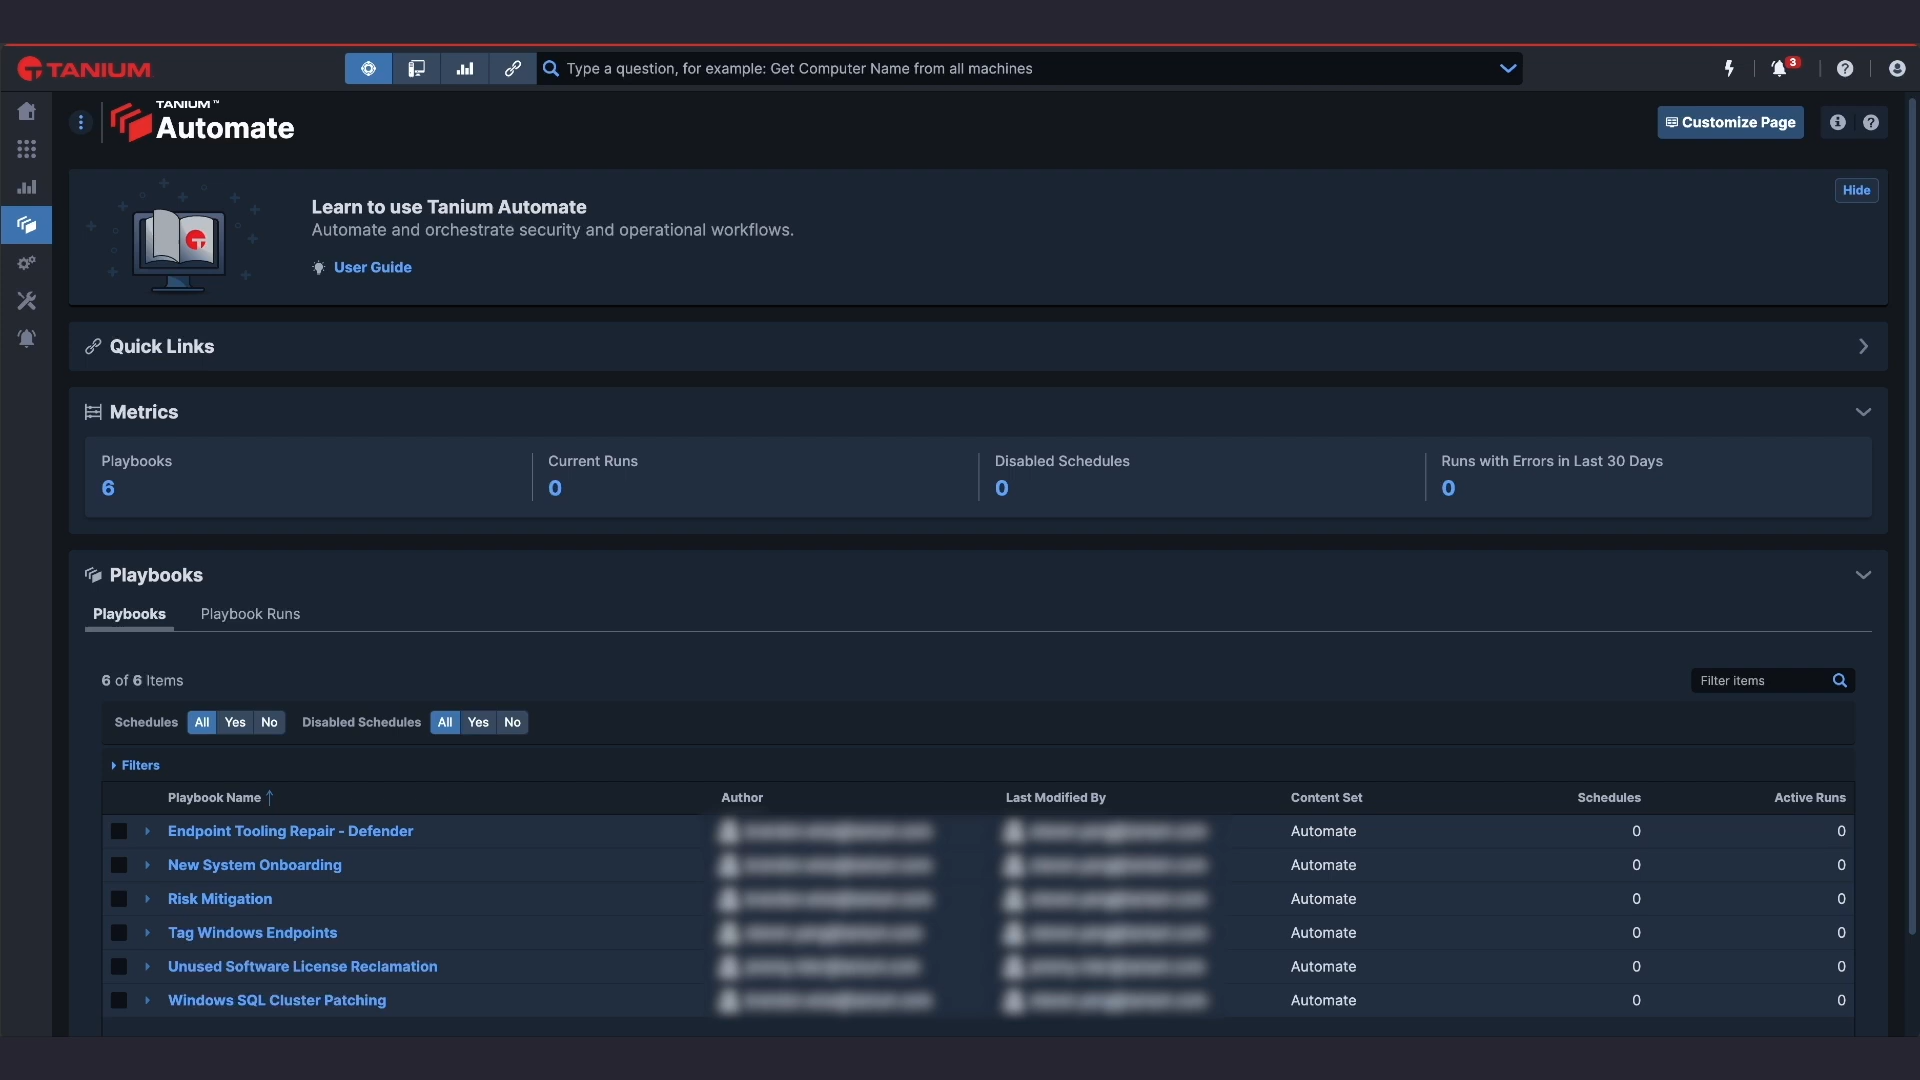 TANIUM
Type a question, for example: Get Computer Name from all machines
3
TANIUM™
Automate
Customize Page
Learn to use Tanium Automate
Hide
Automate and orchestrate security and operational workflows.
User Guide
Quick Links
Metrics
Playbooks Current Runs Disabled Schedules Runs with Errors in Last 30 Days
6 0 0 0
Playbooks
Playbooks Playbook Runs
6 of 6 Items
Filter items
Schedules All Yes No Disabled Schedules All Yes No
Filters
Playbook Name ↑ Author Last Modified By Content Set Schedules Active Runs
Endpoint Tooling Repair - Defender Automate 0 0
New System Onboarding Automate 0 0
Risk Mitigation Automate 0 0
Tag Windows Endpoints Automate 0 0
Unused Software License Reclamation Automate 0 0
Windows SQL Cluster Patching Automate 0 0